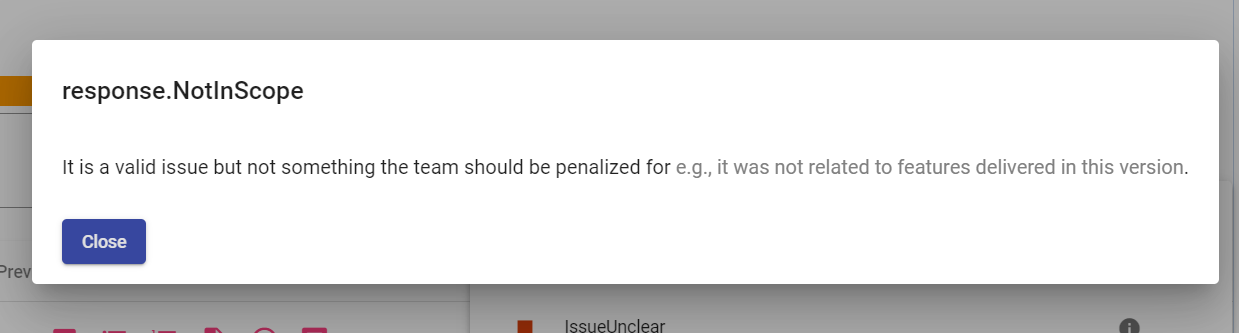 response.NotInScope
It is a valid issue but not something the team should be penalized for e.g., it was not related to features delivered in this version.
Close
Prev
IssueUnclear